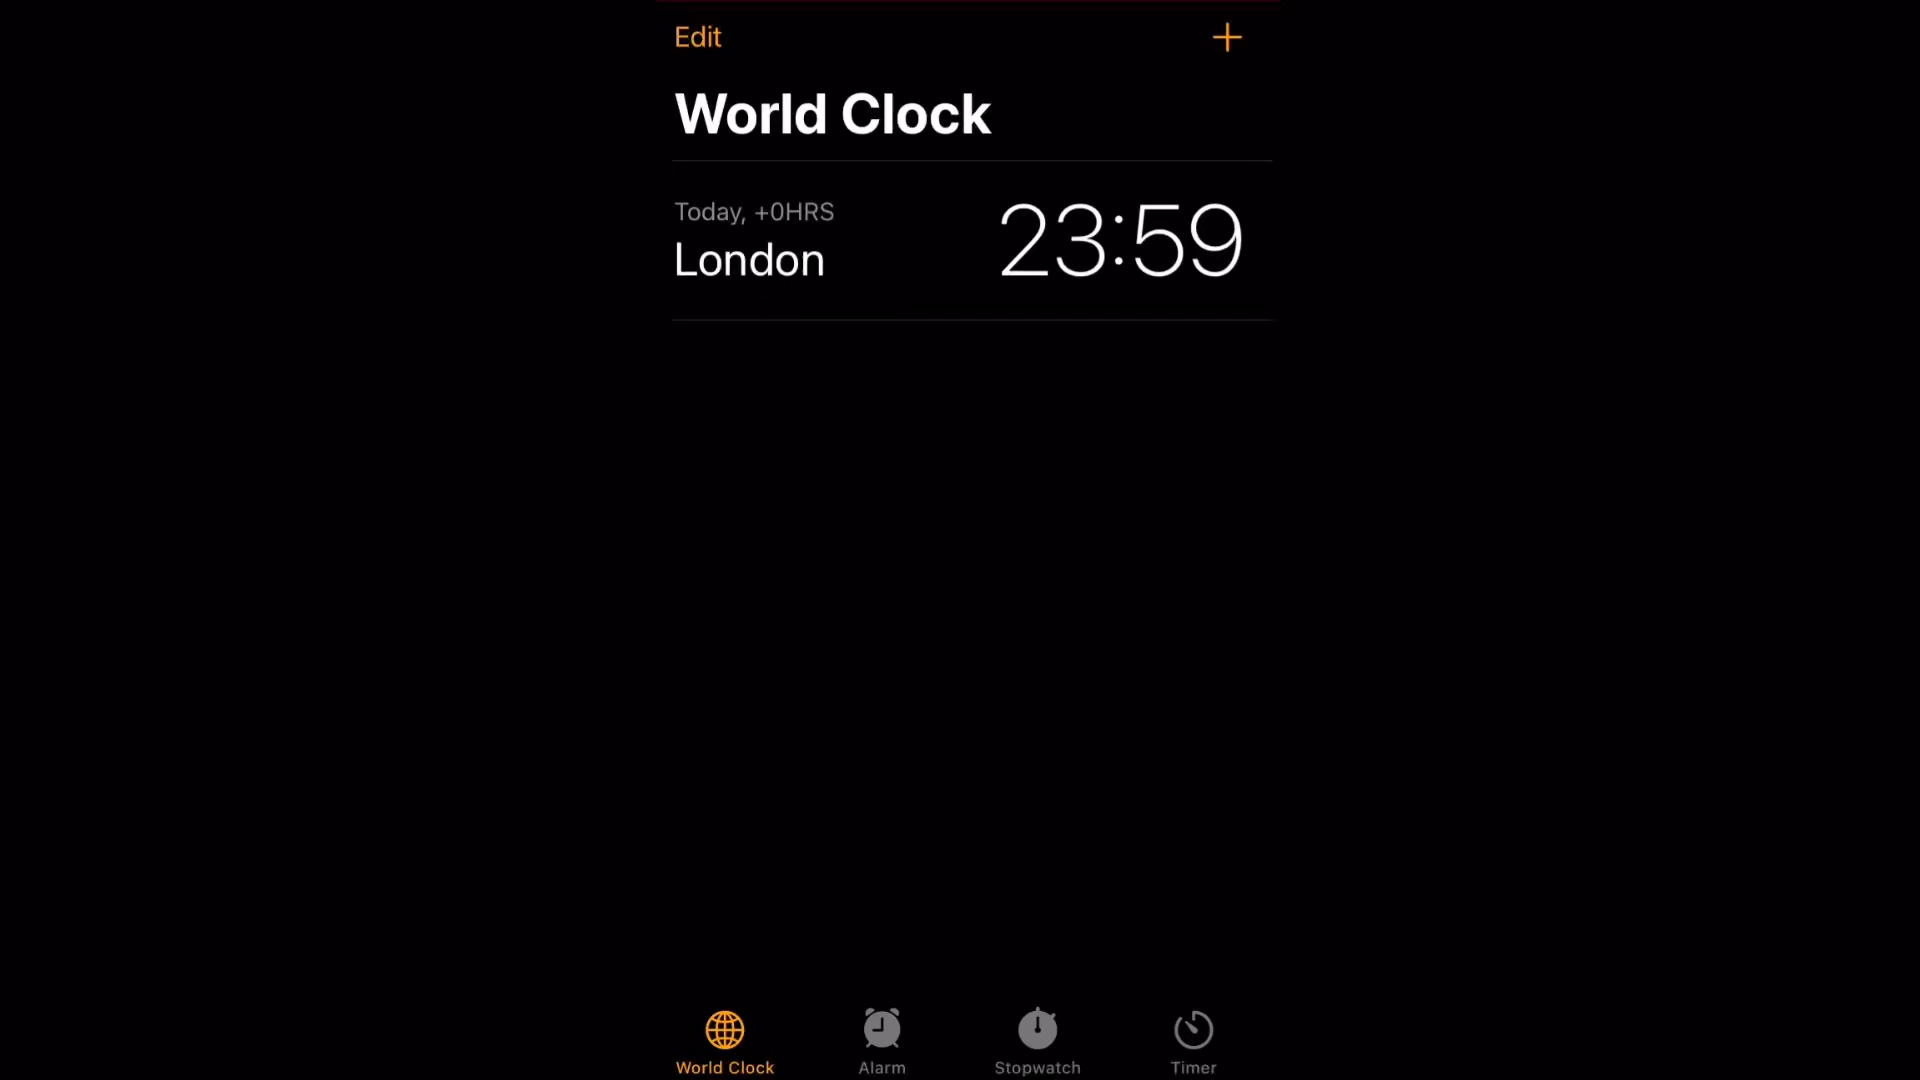 Edit
World Clock
Today, +0HRS
London
23:59
World Clock
Alarm
Stopwatch
Timer